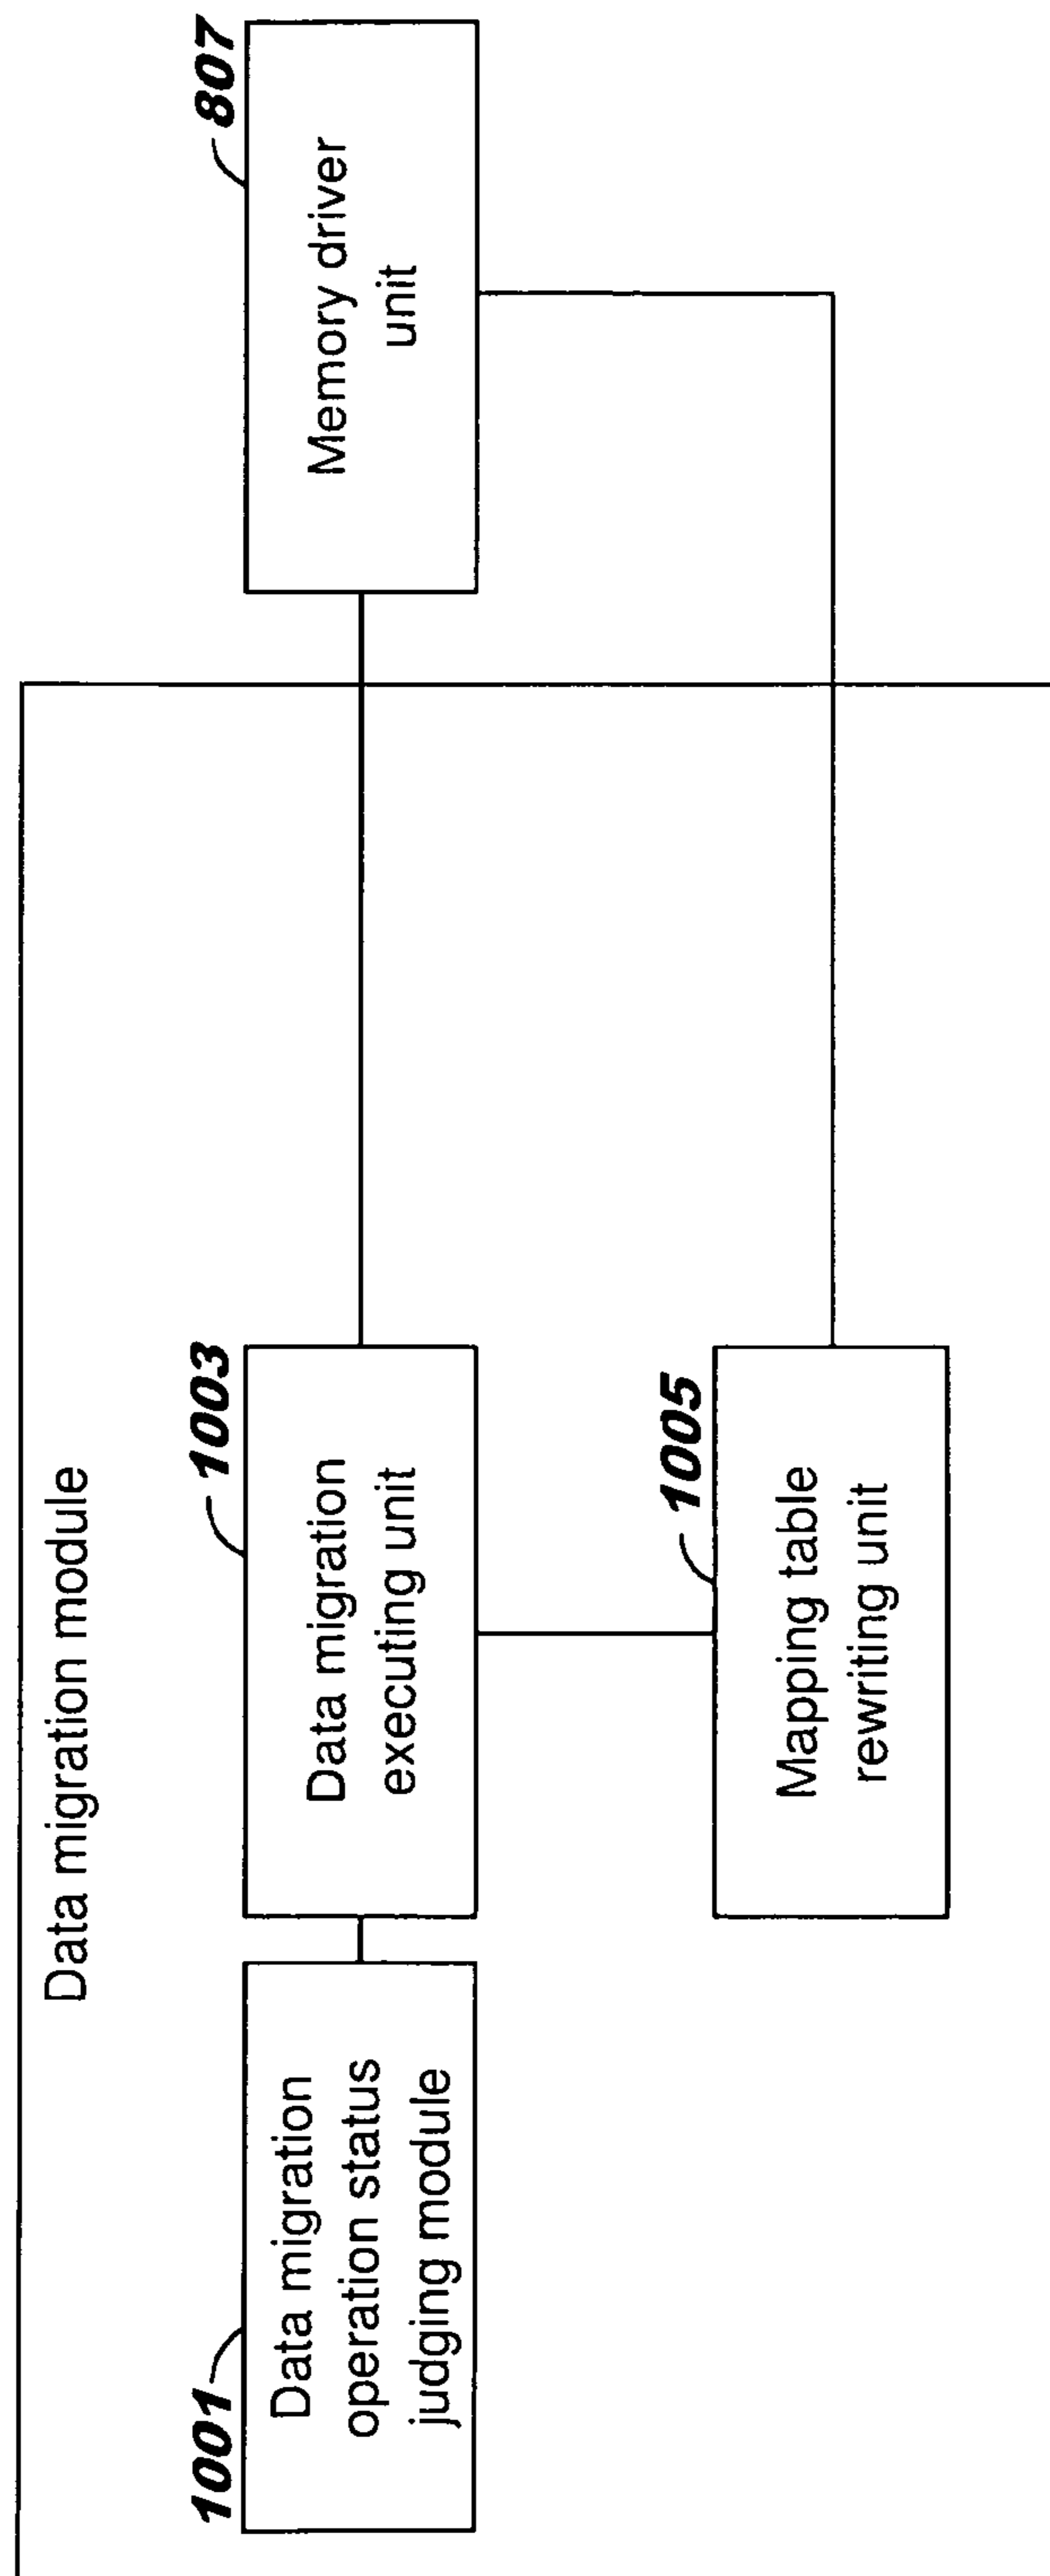 Data migration module
1001
Data migration
operation status
judging module
1003
Data migration
executing unit
807
Memory driver
unit
1005
Mapping table
rewriting unit